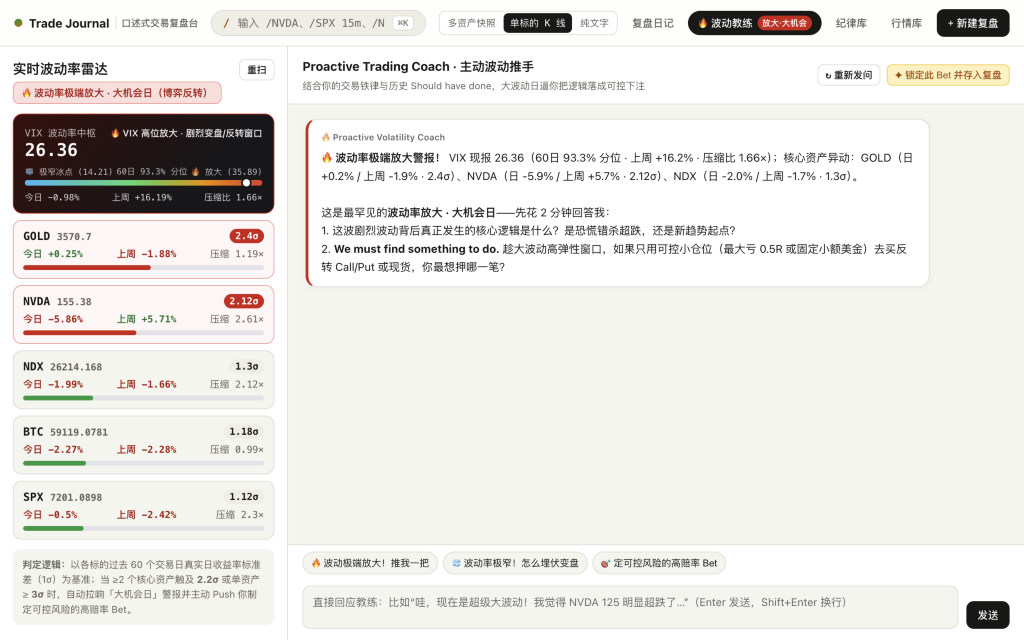 Trade Journal 口述式交易复盘台
/ 输入 /NVDA、/SPX 15m、/N ⌘K
多资产快照 单标的 K 线 纯文字
复盘日记
🔥 波动教练 放大·大机会
纪律库
行情库
+ 新建复盘
实时波动率雷达
重扫
🔥 波动率极端放大 · 大机会日（博弈反转）
VIX 波动率中枢
🔥 VIX 高位放大 · 剧烈变盘/反转窗口
26.36
极窄冰点 (14.21) 60日 93.3% 分位 🔥 放大 (35.89)
今日 −0.98% 上周 +16.19% 压缩比 1.66×
GOLD 3570.7 2.4σ
今日 +0.25% 上周 −1.88% 压缩 1.19×
NVDA 155.38 2.12σ
今日 −5.86% 上周 +5.71% 压缩 2.61×
NDX 26214.168 1.3σ
今日 −1.99% 上周 −1.66% 压缩 2.12×
BTC 59119.0781 1.18σ
今日 −2.27% 上周 −2.28% 压缩 0.99×
SPX 7201.0898 1.12σ
今日 −0.5% 上周 −2.42% 压缩 2.3×
判定逻辑：以各标的过去 60 个交易日真实日收益率标准
差（1σ）为基准；当 ≥2 个核心资产触及 2.2σ 或单资产
≥ 3σ 时，自动拉响「大机会日」警报并主动 Push 你制
定可控风险的高赔率 Bet。
Proactive Trading Coach · 主动波动推手
结合你的交易铁律与历史 Should have done，大波动日逼你把逻辑落成可控下注
↻ 重新发问
✦ 锁定此 Bet 并存入复盘
🔥 Proactive Volatility Coach
🔥 波动率极端放大警报！ VIX 现报 26.36（60日 93.3% 分位 · 上周 +16.2% · 压缩比 1.66×）；核心资产异动：GOLD（日
+0.2% / 上周 -1.9% · 2.4σ）、NVDA（日 -5.9% / 上周 +5.7% · 2.12σ）、NDX（日 -2.0% / 上周 -1.7% · 1.3σ）。
这是最罕见的波动率放大 · 大机会日——先花 2 分钟回答我：
1. 这波剧烈波动背后真正发生的核心逻辑是什么？是恐慌错杀超跌，还是新趋势起点？
2. We must find something to do. 趁大波动高弹性窗口，如果只用可控小仓位（最大亏 0.5R 或固定小额美金）去买反
转 Call/Put 或现货，你最想押哪一笔？
🔥 波动极端放大！推我一把
波动率极窄！怎么埋伏变盘
🎯 定可控风险的高赔率 Bet
直接回应教练：比如“哇，现在是超级大波动！我觉得 NVDA 125 明显超跌了...”（Enter 发送，Shift+Enter 换行）
发送